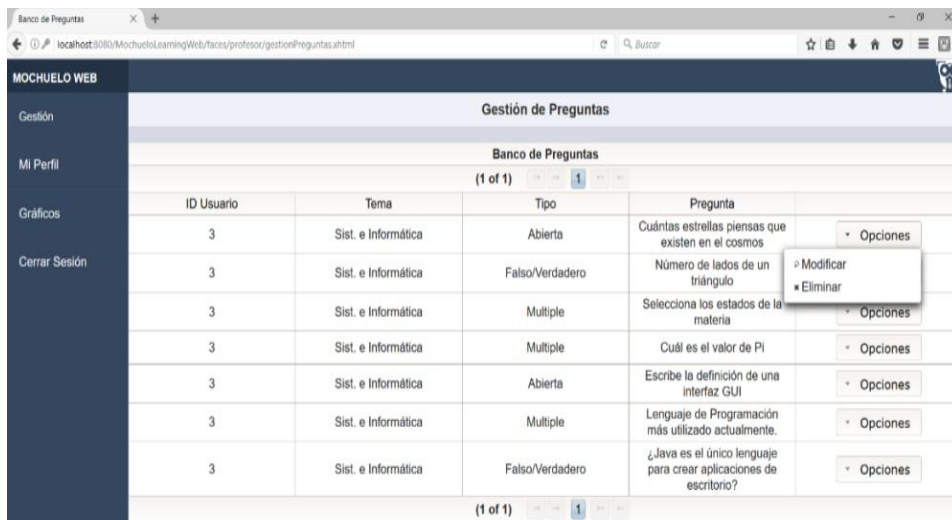 Banco de Preguntas
localhost:8080/MochueloLearningWeb/faces/profesor/gestionPreguntas.xhtml
Buscar
MOCHUELO WEB
Gestión
Mi Perfil
Gráficos
Cerrar Sesión
Gestión de Preguntas
Banco de Preguntas
(1 of 1) 1
ID Usuario Tema Tipo Pregunta
3 Sist. e Informática Abierta Cuántas estrellas piensas que
existen en el cosmos
Opciones
Modificar
Eliminar
3 Sist. e Informática Falso/Verdadero Número de lados de un
triángulo
3 Sist. e Informática Multiple Selecciona los estados de la
materia
Opciones
3 Sist. e Informática Multiple Cuál es el valor de Pi Opciones
3 Sist. e Informática Abierta Escribe la definición de una
interfaz GUI
Opciones
3 Sist. e Informática Multiple Lenguaje de Programación
más utilizado actualmente.
Opciones
3 Sist. e Informática Falso/Verdadero ¿Java es el único lenguaje
para crear aplicaciones de
escritorio?
Opciones
(1 of 1) 1